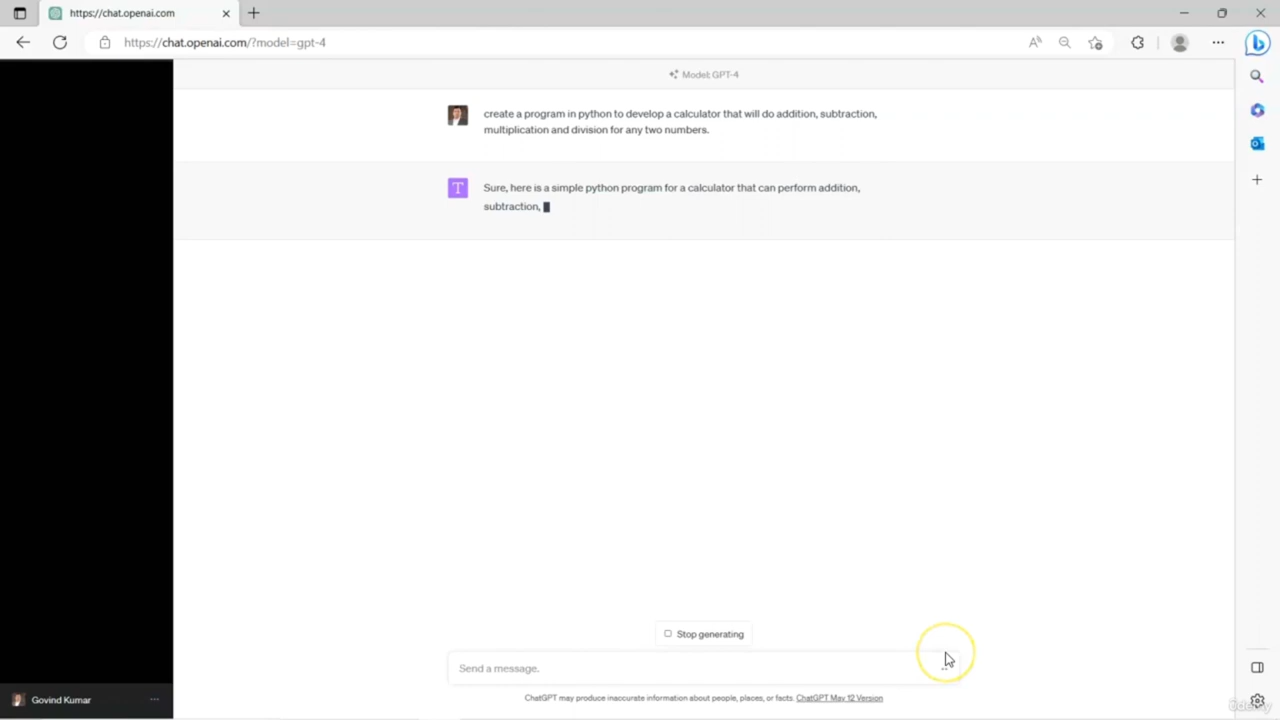 https://chat.openai.com
https://chat.openai.com/?model=gpt-4
Model: GPT-4
create a program in python to develop a calculator that will do addition, subtraction,
multiplication and division for any two numbers.
T
Sure, here is a simple python program for a calculator that can perform addition,
subtraction,
Stop generating
Send a message.
ChatGPT may produce inaccurate information about people, places, or facts. ChatGPT May 12 Version
Govind Kumar